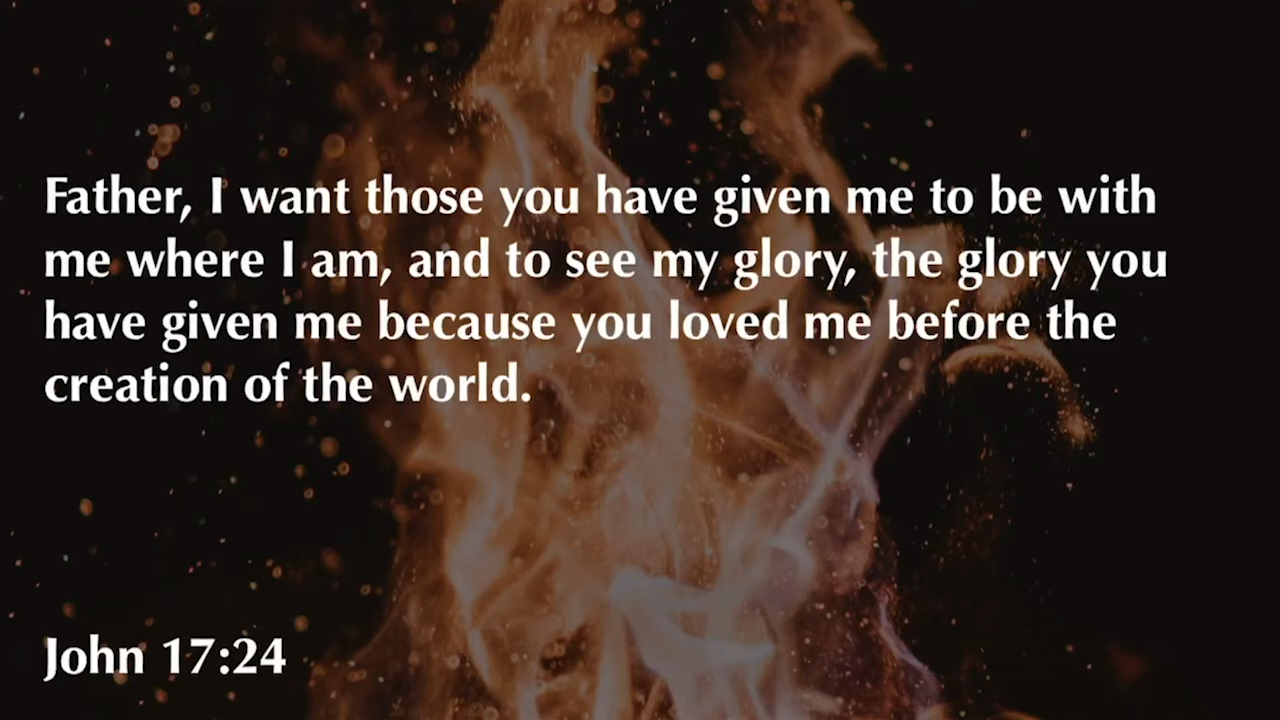 Father, I want those you have given me to be with
me where I am, and to see my glory, the glory you
have given me because you loved me before the
creation of the world.
John 17:24